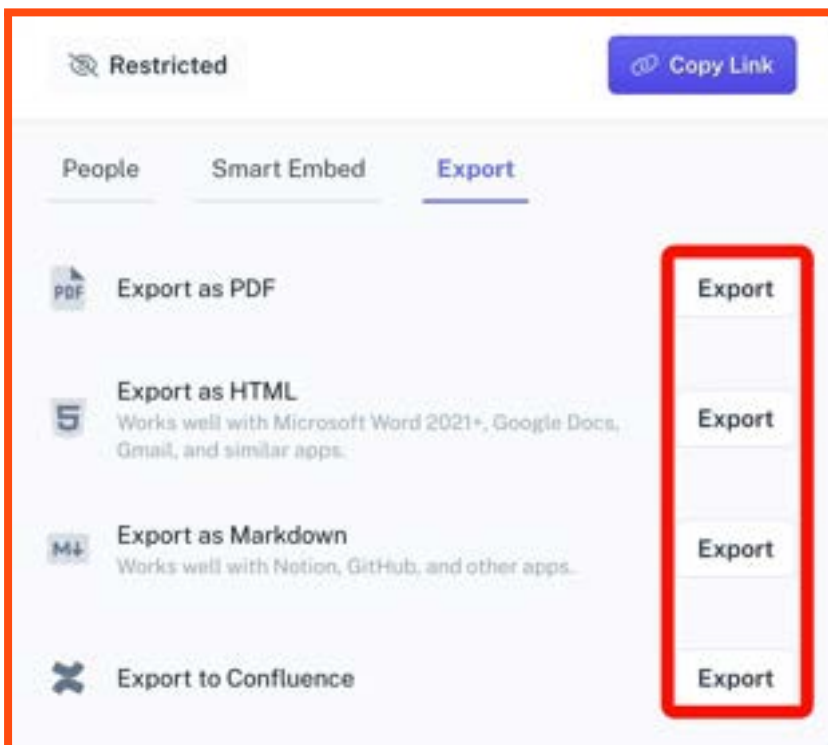 Restricted
Copy Link
People Smart Embed Export
PDF Export as PDF Export
Export as HTML
Works well with Microsoft Word 2021+, Google Docs,
Gmail, and similar apps.
Export
M↓ Export as Markdown
Works well with Notion, GitHub, and other apps.
Export
Export to Confluence Export